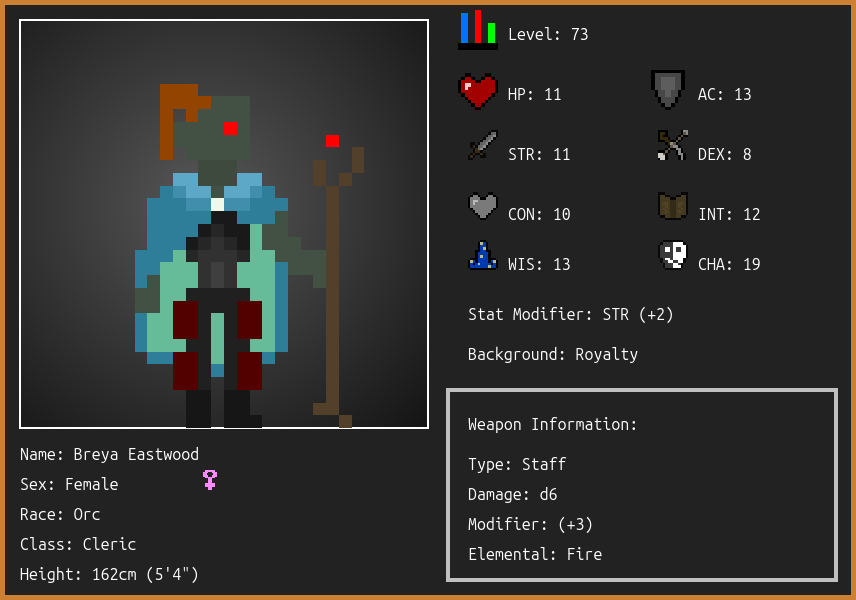 Level: 73
HP: 11
AC: 13
STR: 11
DEX: 8
CON: 10
INT: 12
WIS: 13
CHA: 19
Stat Modifier: STR (+2)
Background: Royalty
Name: Breya Eastwood
Sex: Female
Race: Orc
Class: Cleric
Height: 162cm (5'4")
Weapon Information:
Type: Staff
Damage: d6
Modifier: (+3)
Elemental: Fire